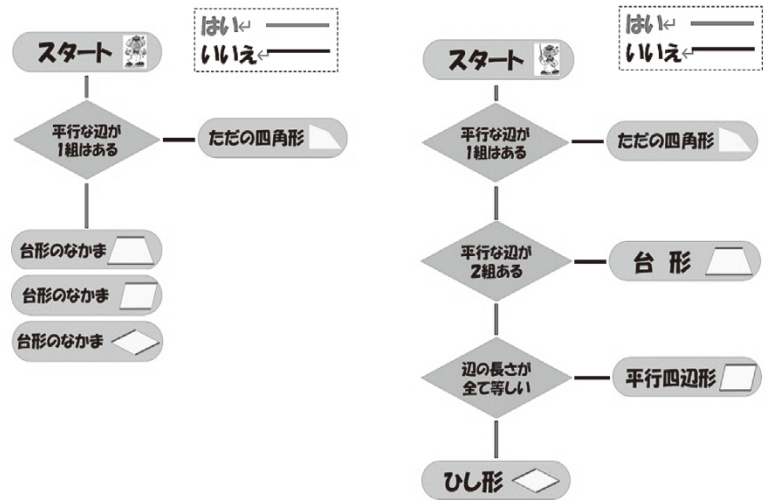 はい↵
いいえ↵
スタート
平行な辺が
1組はある
ただの四角形
台形のなかま
台形のなかま
台形のなかま
はい↵
いいえ↵
スタート
平行な辺が
1組はある
ただの四角形
平行な辺が
2組ある
台 形
辺の長さが
全て等しい
平行四辺形
ひし形